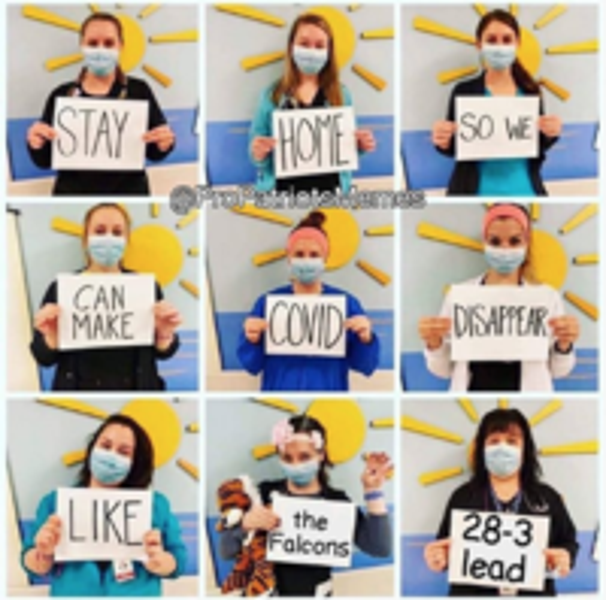 STAY
HOME
SO WE
@ProPatriotsMemes
CAN
MAKE
COVID
DISAPPEAR
LIKE
the
Falcons
28-3
lead